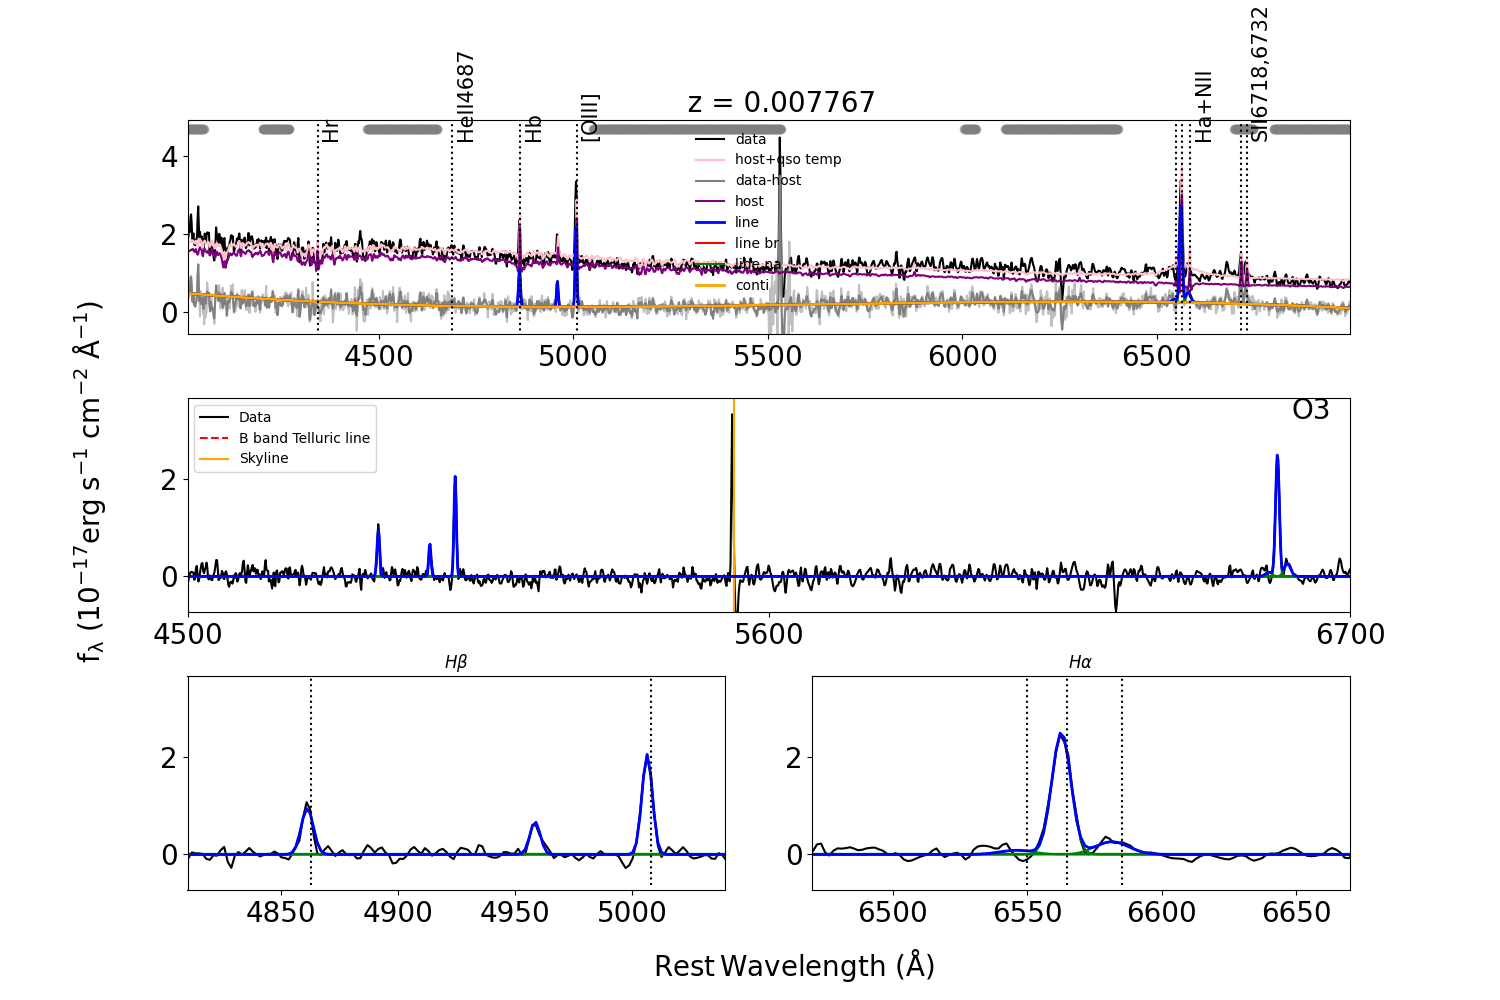 z = 0.007767
Hr
HeII4687
Hb
[OIII]
Ha+NII
SII6718,6732
data
host+qso temp
data-host
host
line
line br
line na
conti
4
2
0
4500
5000
5500
6000
6500
f_λ (10⁻¹⁷erg s⁻¹ cm⁻² Å⁻¹)
O3
Data
B band Telluric line
Skyline
2
0
4500
5600
6700
Hβ
2
0
4850
4900
4950
5000
Hα
2
0
6500
6550
6600
6650
Rest Wavelength (Å)